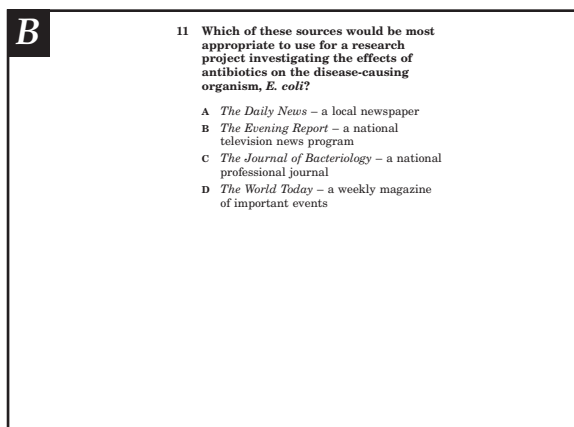 B
11 Which of these sources would be most
appropriate to use for a research
project investigating the effects of
antibiotics on the disease-causing
organism, E. coli?
A The Daily News – a local newspaper
B The Evening Report – a national
television news program
C The Journal of Bacteriology – a national
professional journal
D The World Today – a weekly magazine
of important events